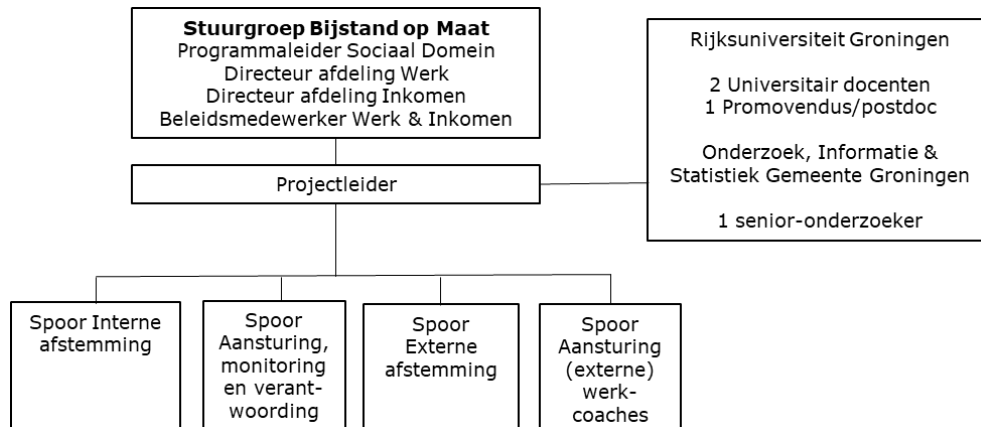 Stuurgroep Bijstand op Maat
Programmaleider Sociaal Domein
Directeur afdeling Werk
Directeur afdeling Inkomen
Beleidsmedewerker Werk & Inkomen
Rijksuniversiteit Groningen
2 Universitair docenten
1 Promovendus/postdoc
Onderzoek, Informatie &
Statistiek Gemeente Groningen
1 senior-onderzoeker
Projectleider
Spoor Interne
afstemming
Spoor
Aansturing,
monitoring
en verant-
woording
Spoor
Externe
afstemming
Spoor
Aansturing
(externe)
werk-
coaches